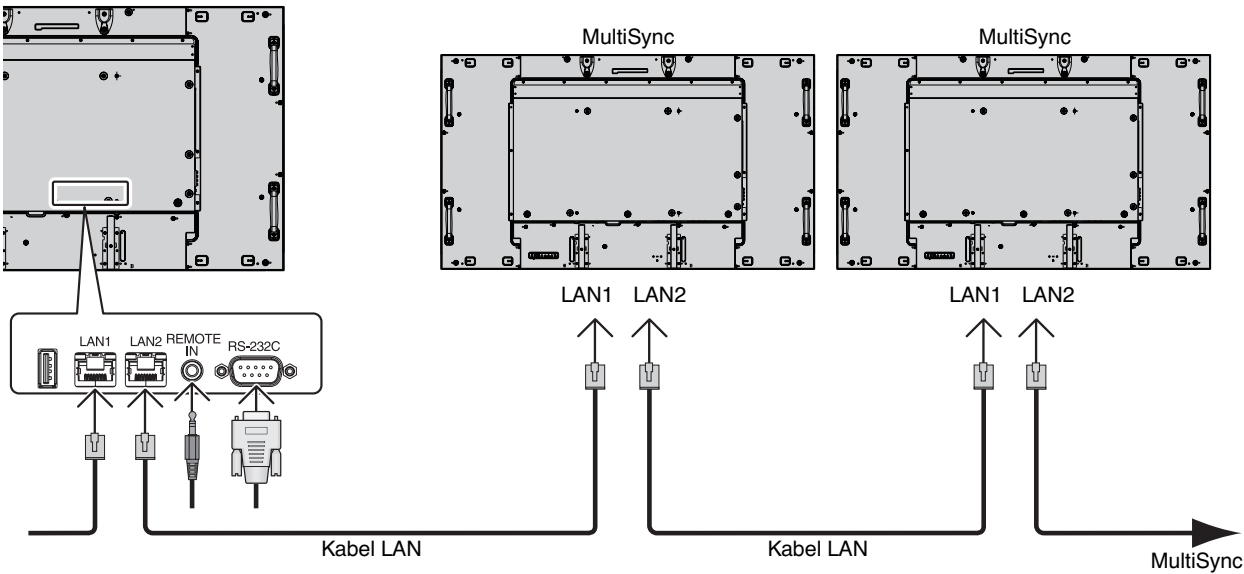 MultiSync
MultiSync
LAN1 LAN2
LAN1 LAN2
LAN1
LAN2
REMOTE
IN
RS-232C
Kabel LAN
Kabel LAN
MultiSync